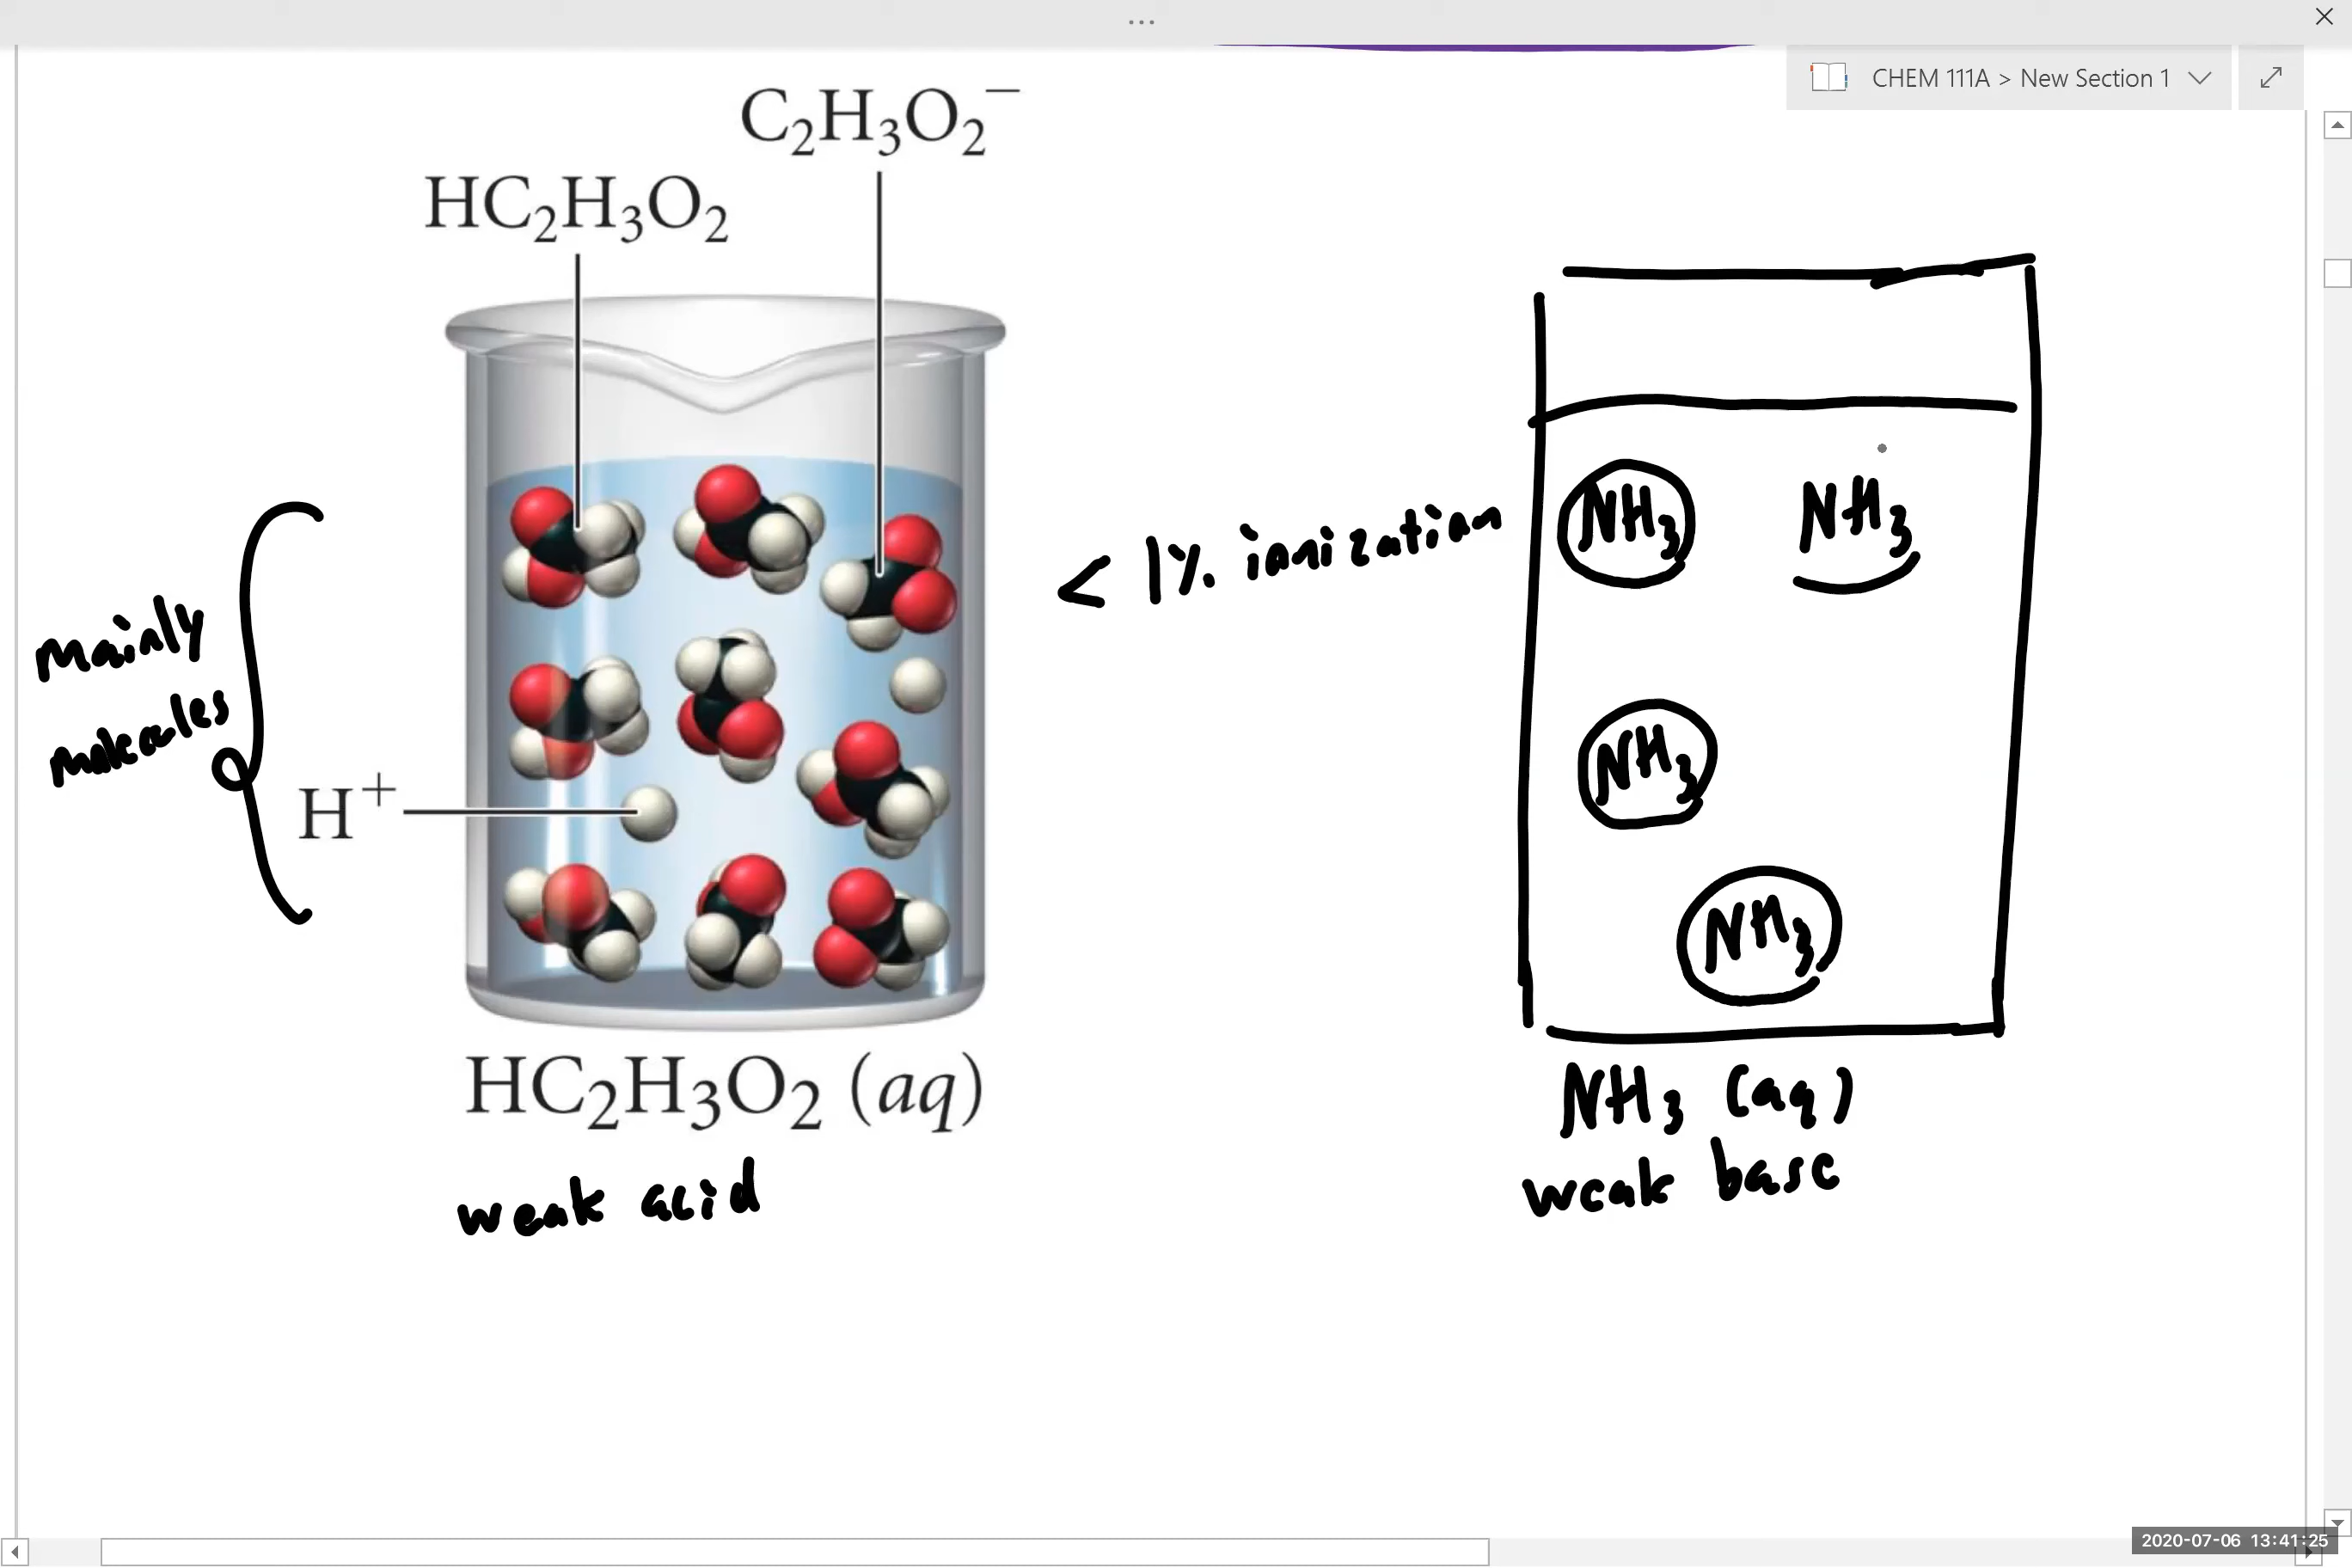 ...
CHEM 111A > New Section 1
C₂H₃O₂⁻
HC₂H₃O₂
mainly
molecules
H⁺
< 1% ionization
NH₃ NH₃
NH₃
NH₃
HC₂H₃O₂ (aq)
weak acid
NH₃ (aq)
weak base
2020-07-06 13:41:25